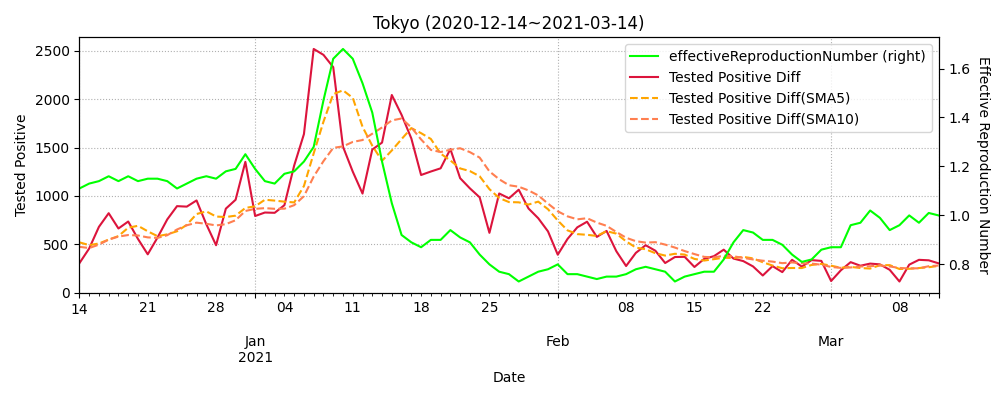 Tokyo (2020-12-14~2021-03-14)
effectiveReproductionNumber (right)
Tested Positive Diff
Tested Positive Diff(SMA5)
Tested Positive Diff(SMA10)
Tested Positive
2500
2000
1500
1000
500
0
Effective Reproduction Number
1.6
1.4
1.2
1.0
0.8
14 21 28 04 11 18 25 08 15 22 08
Jan Feb Mar
2021
Date